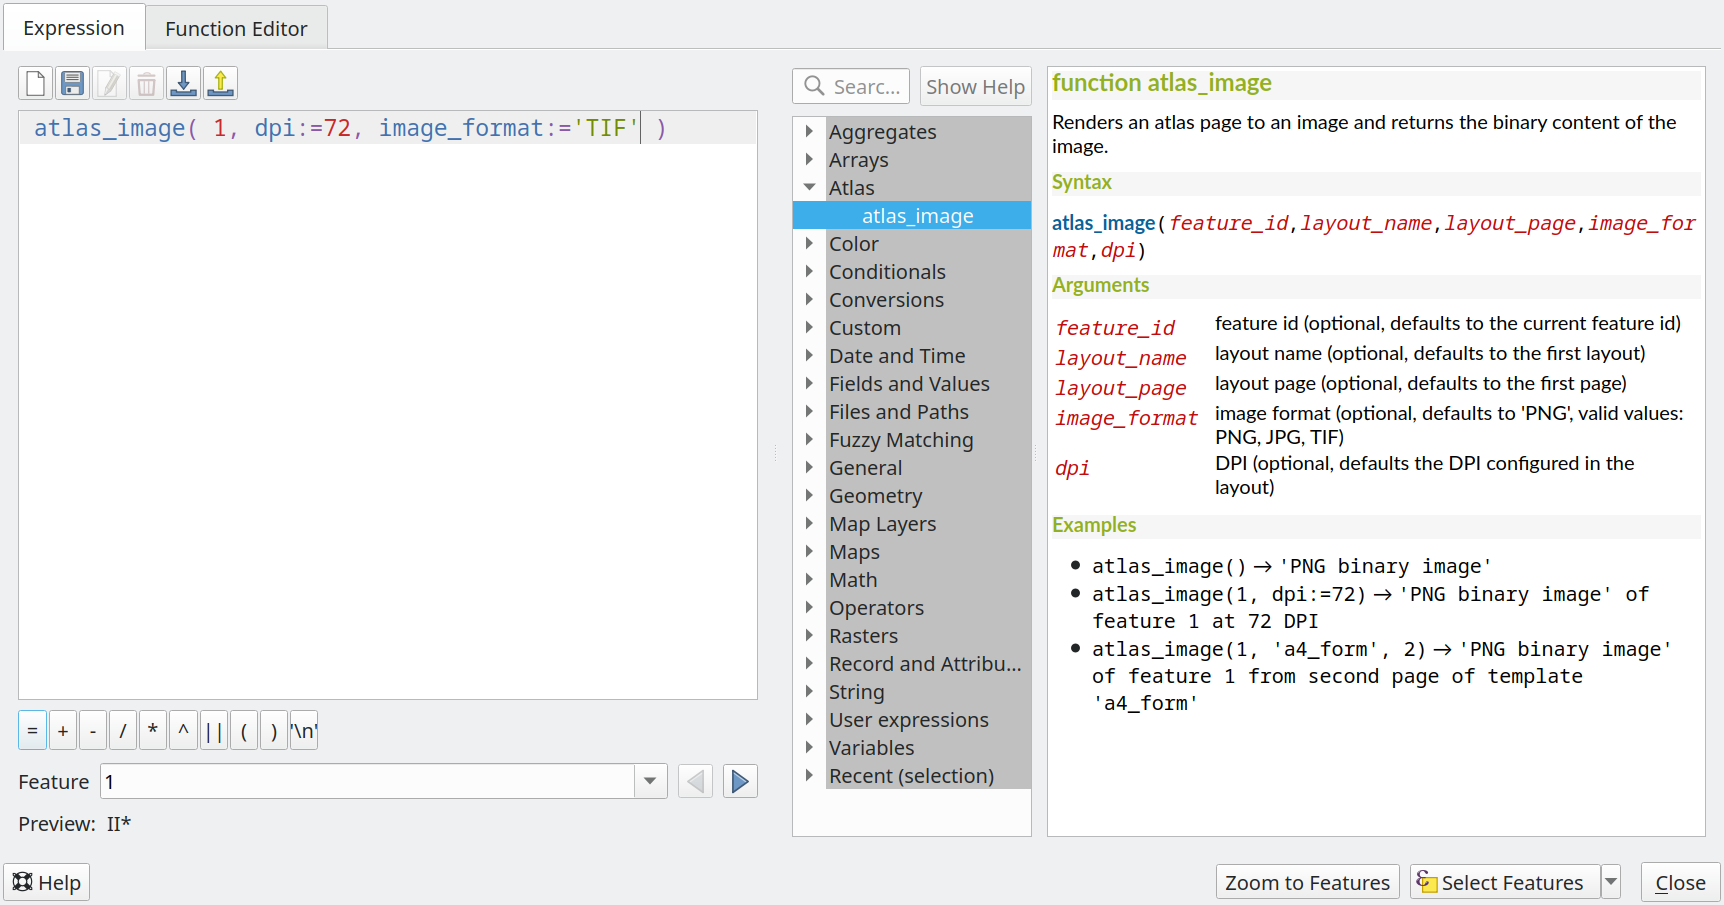 Expression
Function Editor
atlas_image( 1, dpi:=72, image_format:='TIF' )
= + - / * ^ || ( ) '\n'
Feature 1
Preview: II*
Searc...
Show Help
Aggregates
Arrays
Atlas
atlas_image
Color
Conditionals
Conversions
Custom
Date and Time
Fields and Values
Files and Paths
Fuzzy Matching
General
Geometry
Map Layers
Maps
Math
Operators
Rasters
Record and Attribu...
String
User expressions
Variables
Recent (selection)
function atlas_image
Renders an atlas page to an image and returns the binary content of the
image.
Syntax
atlas_image(feature_id,layout_name,layout_page,image_for
mat,dpi)
Arguments
feature_id feature id (optional, defaults to the current feature id)
layout_name layout name (optional, defaults to the first layout)
layout_page layout page (optional, defaults to the first page)
image_format image format (optional, defaults to 'PNG', valid values:
PNG, JPG, TIF)
dpi DPI (optional, defaults the DPI configured in the
layout)
Examples
• atlas_image() → 'PNG binary image'
• atlas_image(1, dpi:=72) → 'PNG binary image' of
feature 1 at 72 DPI
• atlas_image(1, 'a4_form', 2) → 'PNG binary image'
of feature 1 from second page of template
'a4_form'
Help
Zoom to Features
Select Features
Close